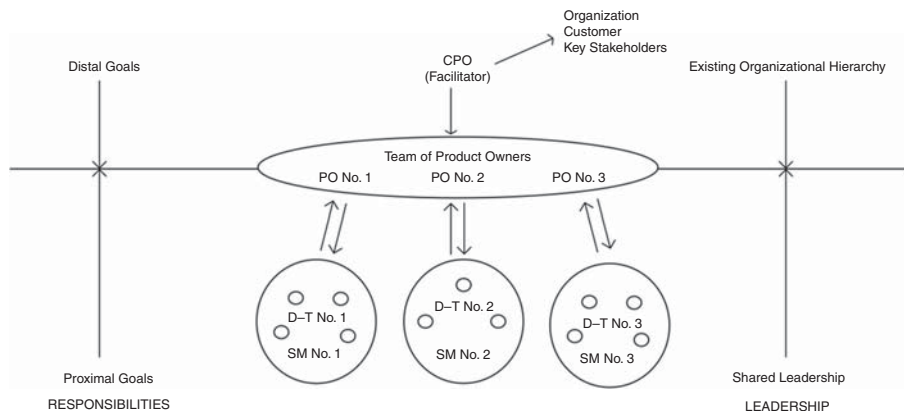 Organization
Customer
Key Stakeholders
Distal Goals
CPO
(Facilitator)
Existing Organizational Hierarchy
Team of Product Owners
PO No. 1
PO No. 2
PO No. 3
D–T No. 1
SM No. 1
D–T No. 2
SM No. 2
D–T No. 3
SM No. 3
Proximal Goals
RESPONSIBILITIES
Shared Leadership
LEADERSHIP